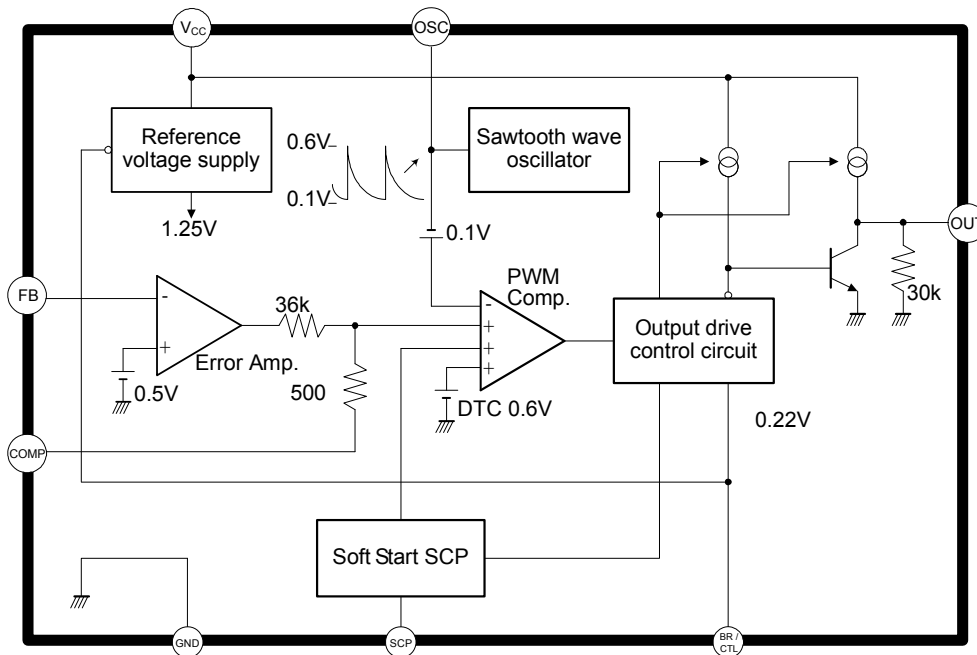 VCC
OSC
Reference
voltage supply
0.6V
0.1V
Sawtooth wave
oscillator
1.25V
0.1V
OUT
FB
-
+
0.5V
Error Amp.
36k
500
PWM
Comp.
-
+
+
+
DTC 0.6V
Output drive
control circuit
30k
0.22V
COMP
Soft Start SCP
GND
SCP
BR /
CTL